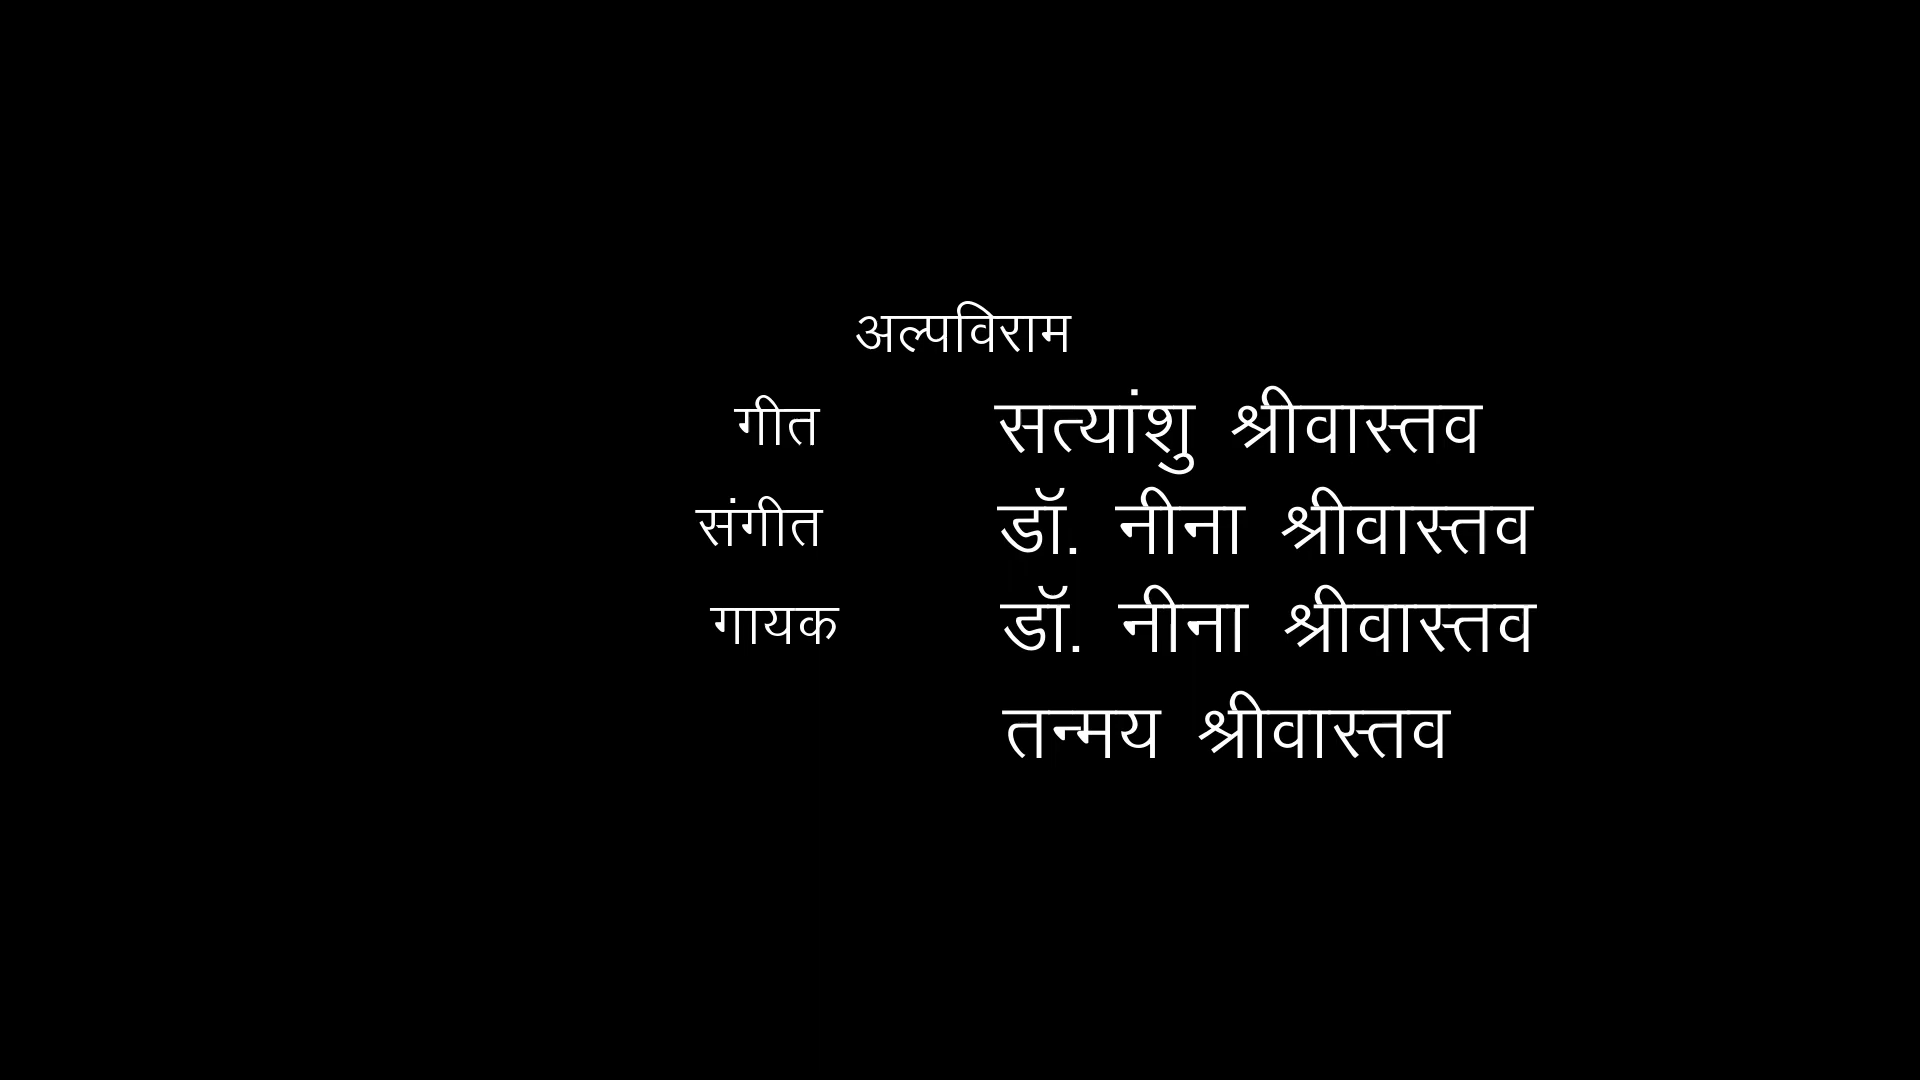 अल्पविराम
गीत सत्यांशु श्रीवास्तव
संगीत डॉ. नीना श्रीवास्तव
गायक डॉ. नीना श्रीवास्तव
तन्मय श्रीवास्तव